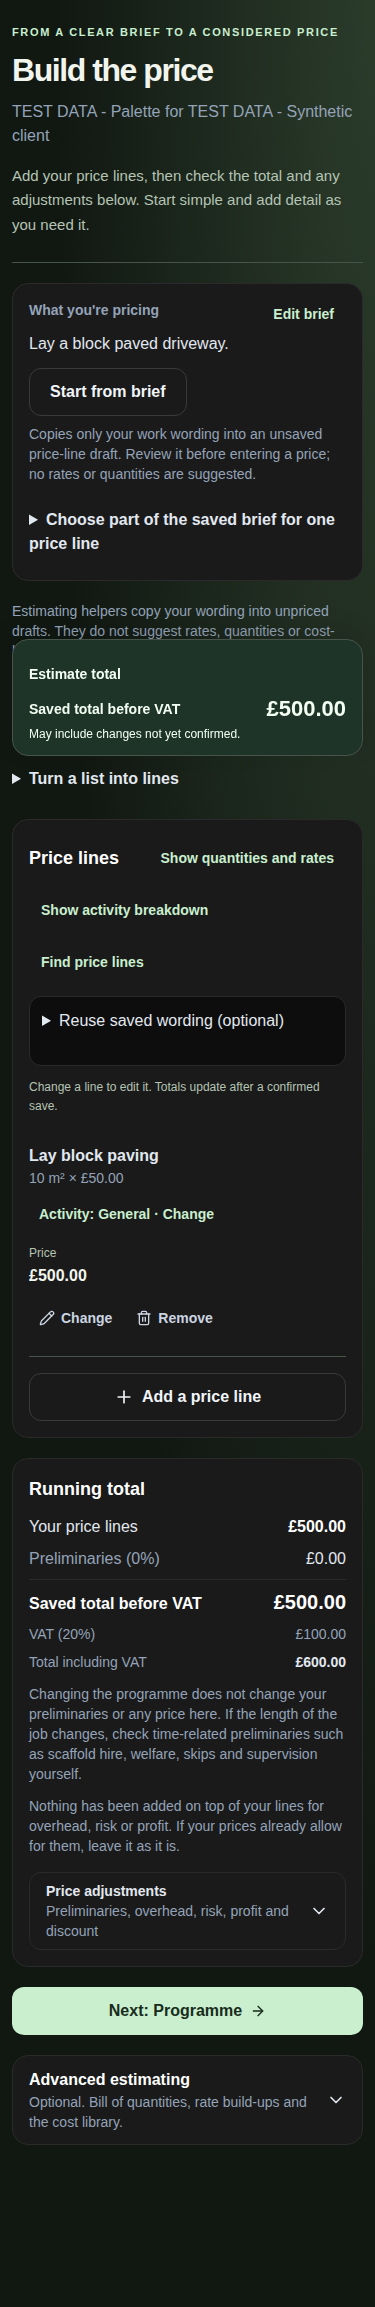 FROM A CLEAR BRIEF TO A CONSIDERED PRICE
Build the price
TEST DATA - Palette for TEST DATA - Synthetic
client
Add your price lines, then check the total and any
adjustments below. Start simple and add detail as
you need it.
What you're pricing
Edit brief
Lay a block paved driveway.
Start from brief
Copies only your work wording into an unsaved
price-line draft. Review it before entering a price;
no rates or quantities are suggested.
Choose part of the saved brief for one
price line
Estimating helpers copy your wording into unpriced
drafts. They do not suggest rates, quantities or cost-
Estimate total
Saved total before VAT £500.00
May include changes not yet confirmed.
Turn a list into lines
Price lines
Show quantities and rates
Show activity breakdown
Find price lines
Reuse saved wording (optional)
Change a line to edit it. Totals update after a confirmed
save.
Lay block paving
10 m² × £50.00
Activity: General · Change
Price
£500.00
Change Remove
Add a price line
Running total
Your price lines £500.00
Preliminaries (0%) £0.00
Saved total before VAT £500.00
VAT (20%) £100.00
Total including VAT £600.00
Changing the programme does not change your
preliminaries or any price here. If the length of the
job changes, check time-related preliminaries such
as scaffold hire, welfare, skips and supervision
yourself.
Nothing has been added on top of your lines for
overhead, risk or profit. If your prices already allow
for them, leave it as it is.
Price adjustments
Preliminaries, overhead, risk, profit and
discount
Next: Programme →
Advanced estimating
Optional. Bill of quantities, rate build-ups and
the cost library.